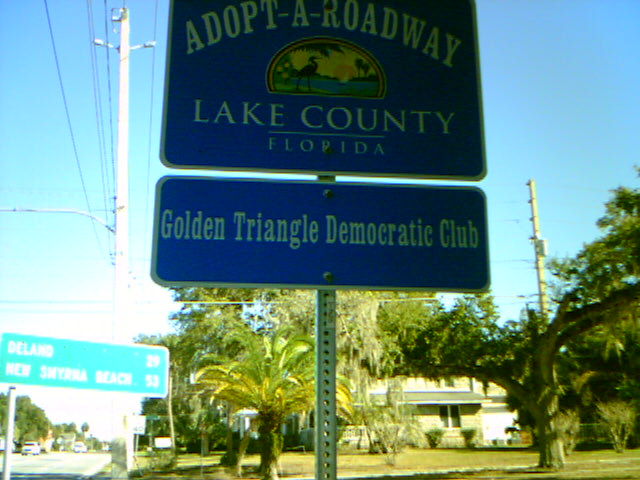 ADOPT-A-ROADWAY
LAKE COUNTY
FLORIDA
Golden Triangle Democratic Club
DELAND 29
NEW SMYRNA BEACH 53